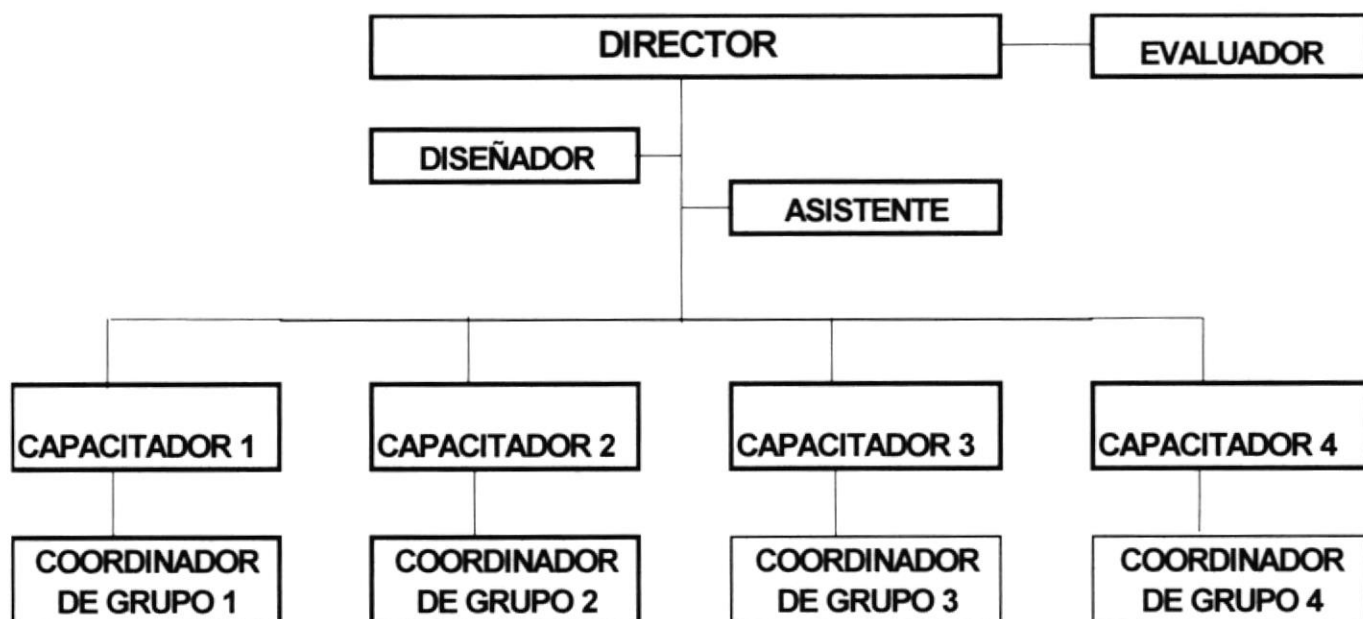 DIRECTOR
EVALUADOR
DISEÑADOR
ASISTENTE
CAPACITADOR 1
CAPACITADOR 2
CAPACITADOR 3
CAPACITADOR 4
COORDINADOR
DE GRUPO 1
COORDINADOR
DE GRUPO 2
COORDINADOR
DE GRUPO 3
COORDINADOR
DE GRUPO 4